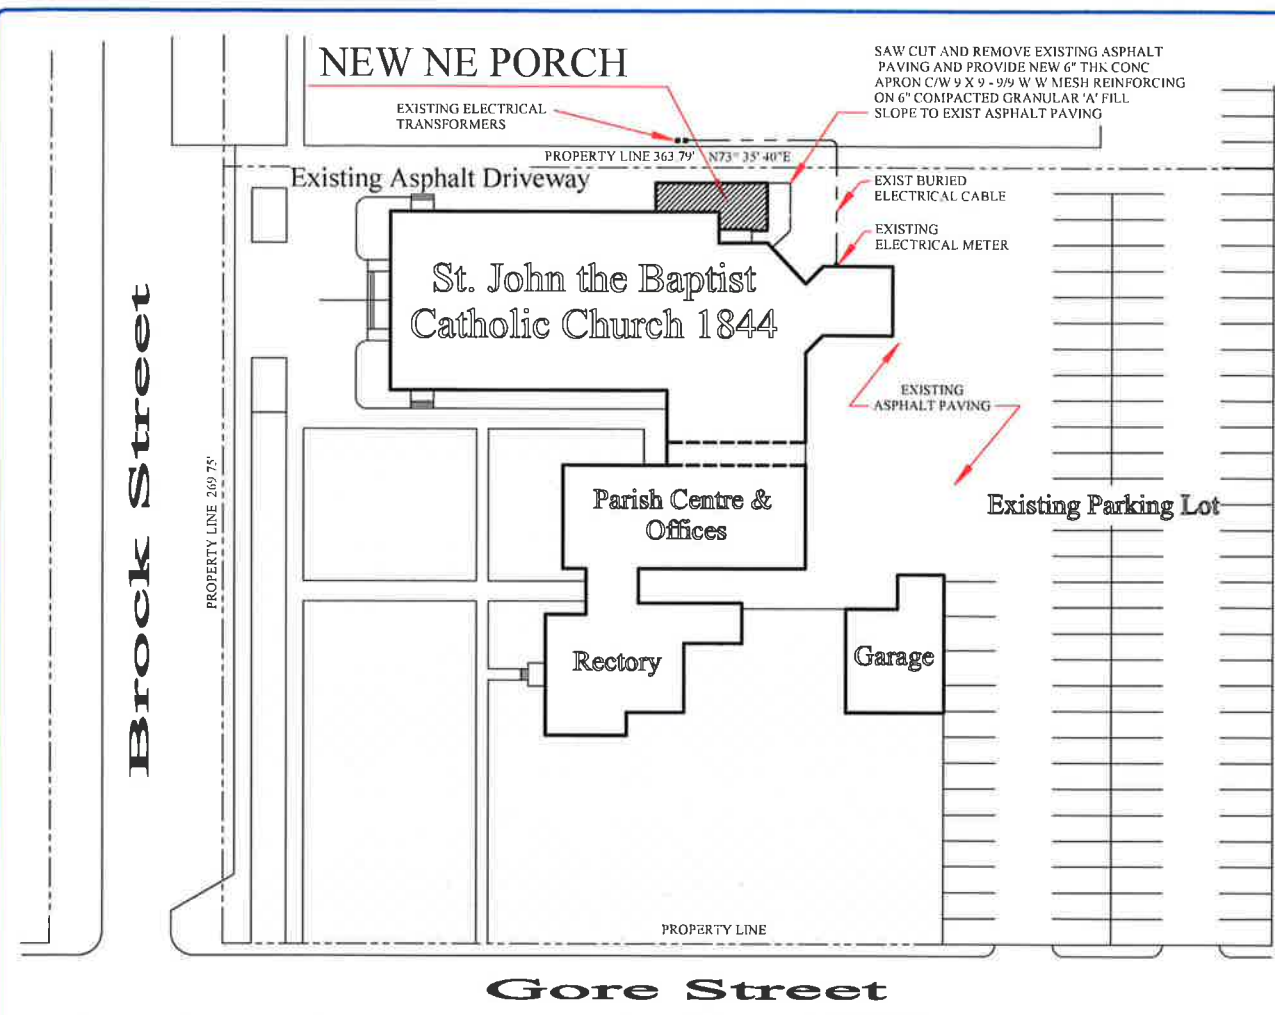 NEW NE PORCH
SAW CUT AND REMOVE EXISTING ASPHALT
PAVING AND PROVIDE NEW 6" THK CONC
APRON C/W 9 X 9 - 9/9 W W MESH REINFORCING
ON 6" COMPACTED GRANULAR 'A' FILL
SLOPE TO EXIST ASPHALT PAVING
EXISTING ELECTRICAL
TRANSFORMERS
PROPERTY LINE 363.79' N73° 35' 40"E
Existing Asphalt Driveway
EXIST BURIED
ELECTRICAL CABLE
EXISTING
ELECTRICAL METER
St. John the Baptist
Catholic Church 1844
EXISTING
ASPHALT PAVING
Brock Street
PROPERTY LINE 269.75'
Parish Centre &
Offices
Existing Parking Lot
Rectory
Garage
PROPERTY LINE
Gore Street